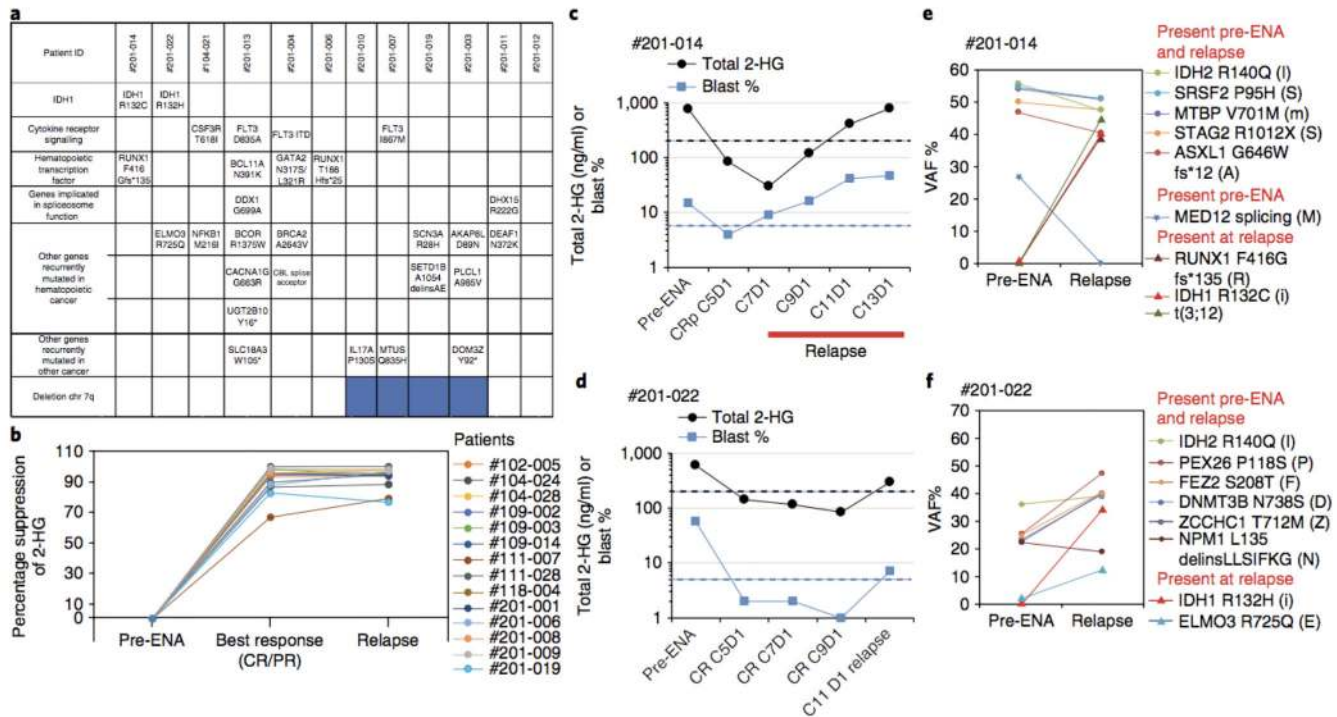 a
Patient ID
#201-014
#201-022
#104-021
#201-013
#201-004
#201-006
#201-010
#201-007
#201-019
#201-003
#201-011
#201-012
IDH1
IDH1
R132C
IDH1
R132H
Cytokine receptor
signalling
CSF3R
T618I
FLT3
D835A
FLT3 ITD
FLT3
I867M
Hematopoietic
transcription
factor
RUNX1
F416
Gfs*135
BCL11A
N391K
GATA2
N317S/
L321R
RUNX1
T166
Hfs*25
Genes implicated
in spliceosome
function
DDX1
G699A
DHX15
R222G
Other genes
recurrently
mutated in
hematopoietic
cancer
ELMO3
R725Q
NFKB1
M216I
BCOR
R1375W
BRCA2
A2643V
SCN3A
R28H
AKAP6L
D89N
DEAF1
N372K
CACNA1G
G663R
CBL splice
acceptor
SETD1B
A1054
delinsAE
PLCL1
A965V
UGT2B10
Y16*
Other genes
recurrently
mutated in
other cancer
SLC18A3
W105*
IL17A
P130S
MTUS
Q835H
DOM3Z
Y92*
Deletion chr 7q
b
Percentage suppression
of 2-HG
110
90
70
50
30
10
0
Pre-ENA
Best response
(CR/PR)
Relapse
Patients
#102-005
#104-024
#104-028
#109-002
#109-003
#109-014
#111-007
#111-028
#118-004
#201-001
#201-006
#201-008
#201-009
#201-019
c
#201-014
Total 2-HG
Blast %
Total 2-HG (ng/ml) or
blast %
1,000
100
10
1
Pre-ENA
CRp C5D1
C7D1
C9D1
C11D1
C13D1
Relapse
d
#201-022
Total 2-HG
Blast %
Total 2-HG (ng/ml) or
blast %
1,000
100
10
1
Pre-ENA
CR C5D1
CR C7D1
CR C9D1
C11 D1 relapse
e
#201-014
VAF %
60
50
40
30
20
10
0
Pre-ENA
Relapse
Present pre-ENA
and relapse
IDH2 R140Q (I)
SRSF2 P95H (S)
MTBP V701M (m)
STAG2 R1012X (S)
ASXL1 G646W
fs*12 (A)
Present pre-ENA
MED12 splicing (M)
Present at relapse
RUNX1 F416G
fs*135 (R)
IDH1 R132C (i)
t(3;12)
f
#201-022
VAF%
70
60
50
40
30
20
10
0
Pre-ENA
Relapse
Present pre-ENA
and relapse
IDH2 R140Q (I)
PEX26 P118S (P)
FEZ2 S208T (F)
DNMT3B N738S (D)
ZCCHC1 T712M (Z)
NPM1 L135
delinsLLSIFKG (N)
Present at relapse
IDH1 R132H (i)
ELMO3 R725Q (E)